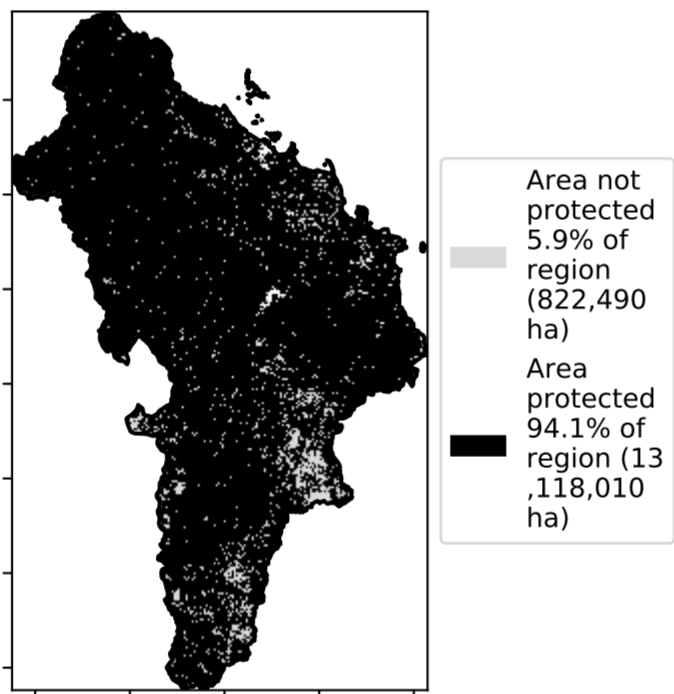 Area not
protected
5.9% of
region
(822,490
ha)
Area
protected
94.1% of
region (13
,118,010
ha)